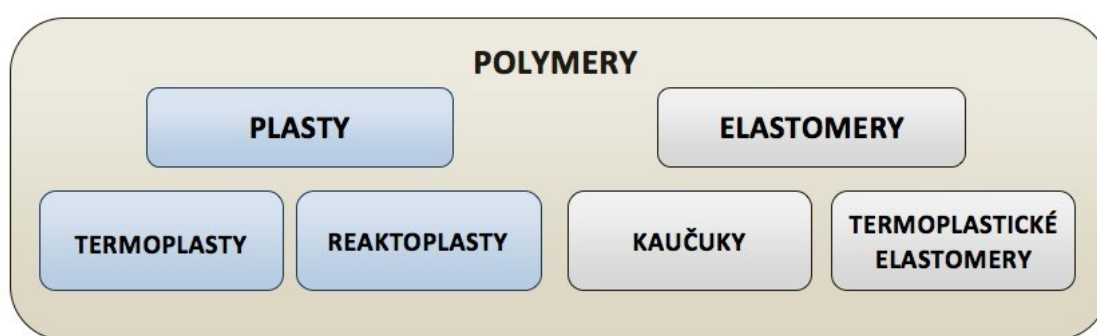 POLYMERY
PLASTY
ELASTOMERY
TERMOPLASTY
REAKTOPLASTY
KAUČUKY
TERMOPLASTICKÉ
ELASTOMERY